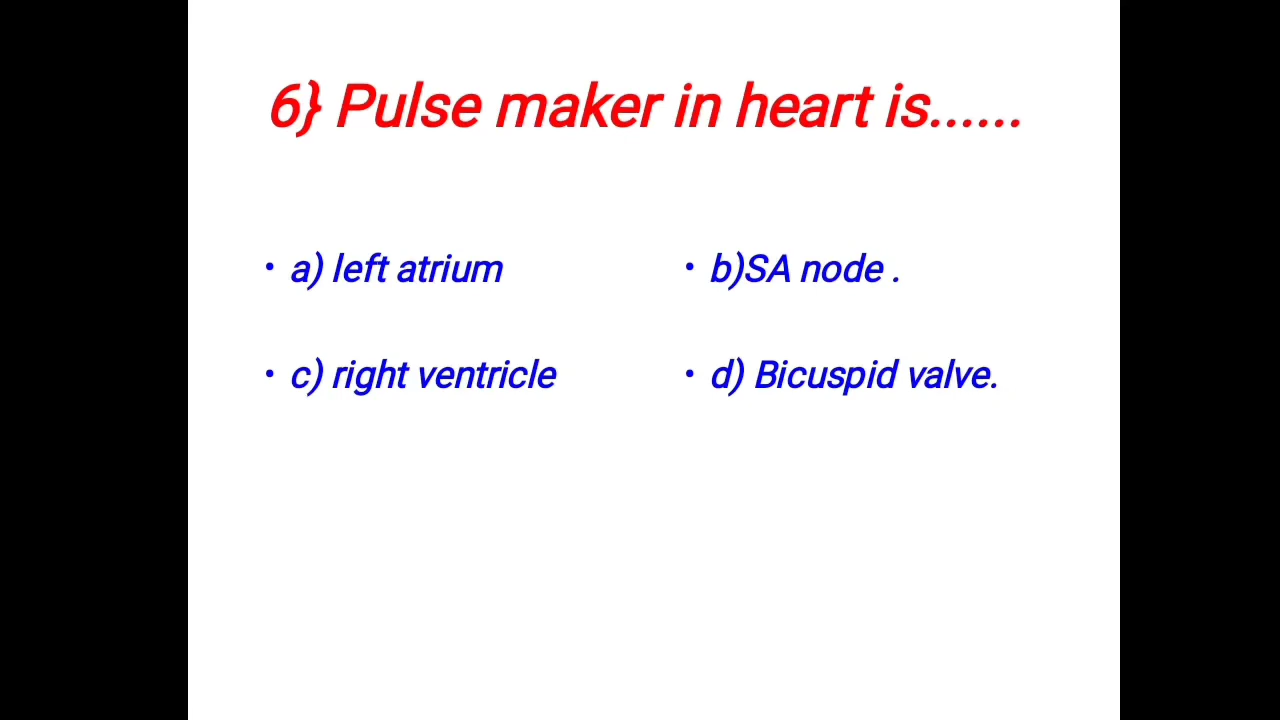 6} Pulse maker in heart is......
• a) left atrium
• b)SA node .
• c) right ventricle
• d) Bicuspid valve.